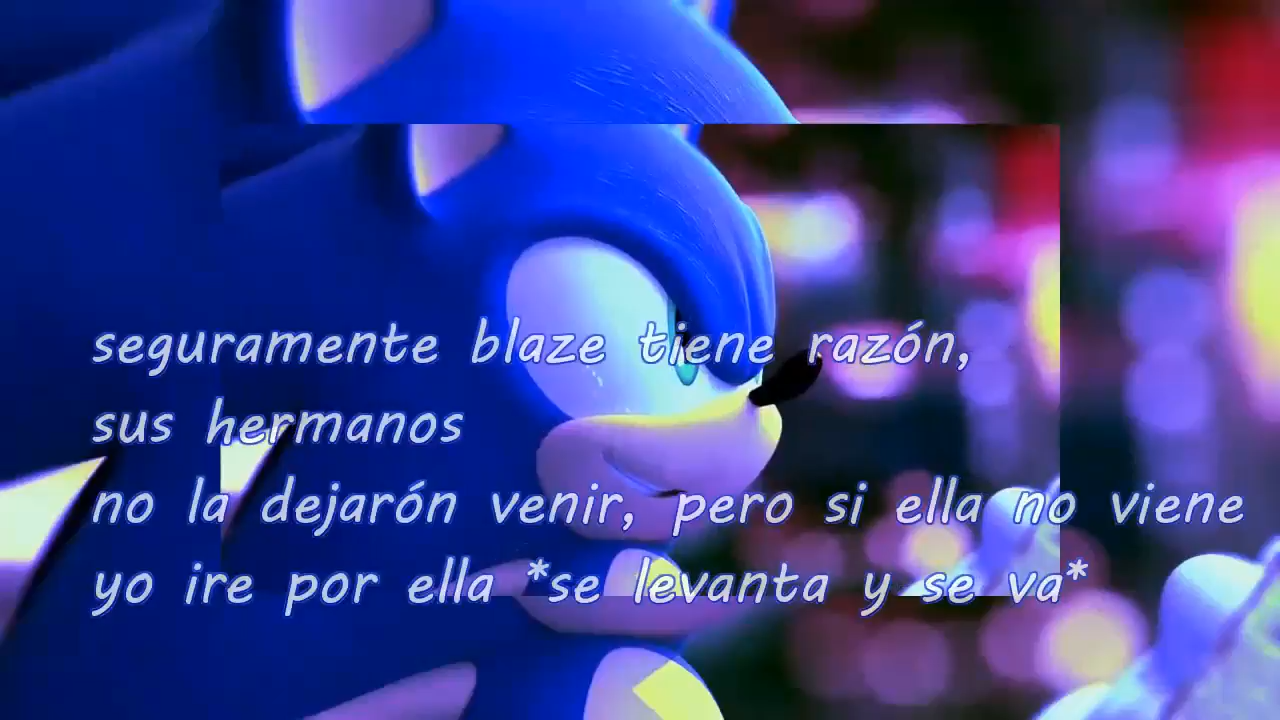 seguramente blaze tiene razón,
sus hermanos
no la dejarón venir, pero si ella no viene
yo ire por ella *se levanta y se va*